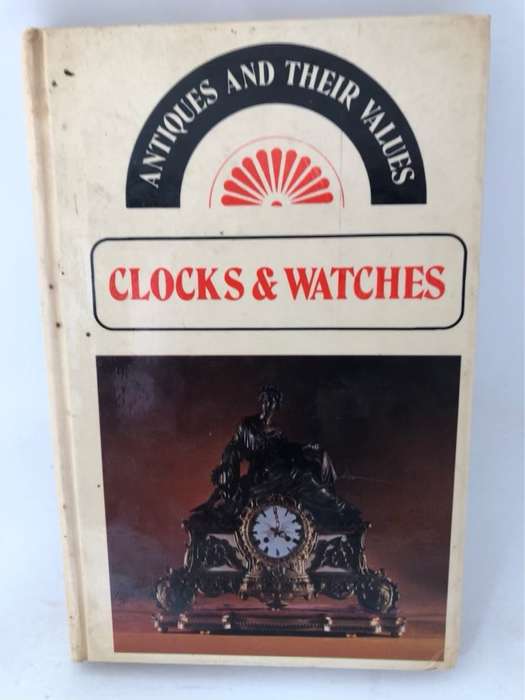 ANTIQUES AND THEIR VALUES
CLOCKS & WATCHES